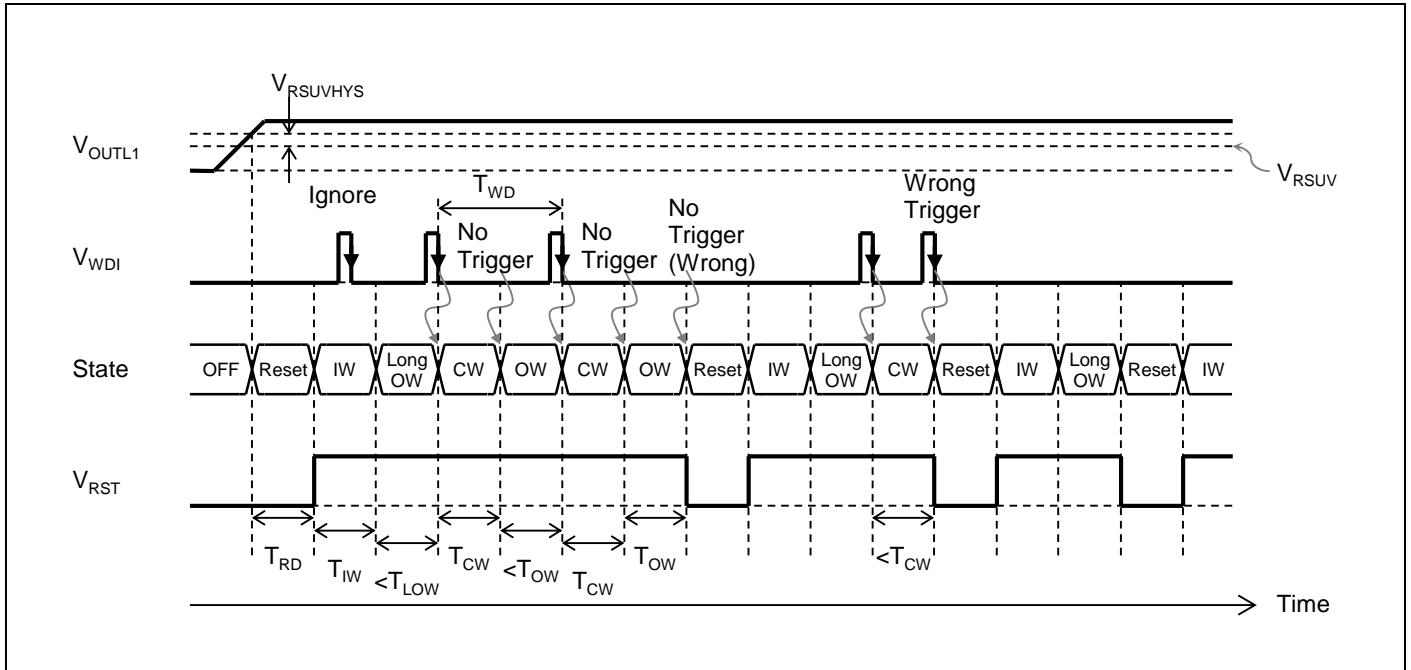 VRSUVHYS
VOUTL1
VRSUV
Ignore
TWD
Wrong
Trigger
No
Trigger
No
Trigger
No
Trigger
(Wrong)
VWDI
State
OFF
Reset
IW
Long
OW
CW
OW
CW
OW
Reset
IW
Long
OW
CW
Reset
IW
Long
OW
Reset
IW
VRST
TRD
TIW
<TLOW
TCW
<TOW
TCW
TOW
<TCW
Time